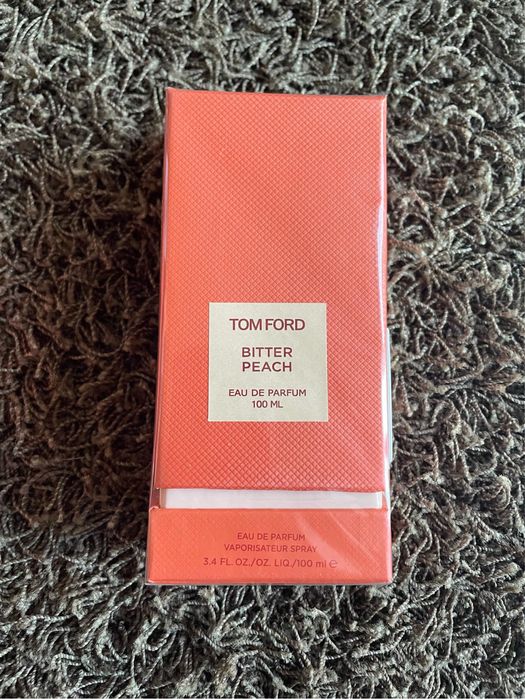 TOM FORD
BITTER
PEACH
EAU DE PARFUM
100 ML
EAU DE PARFUM
VAPORISATEUR SPRAY
3.4 FL. OZ./OZ. LIQ./100 ml ℮